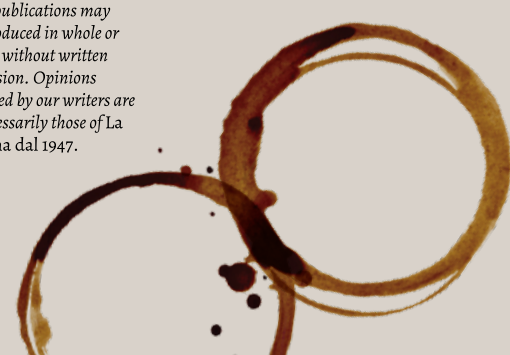 publications may
oduced in whole or
without written
sion. Opinions
ed by our writers are
essarily those of La
na dal 1947.